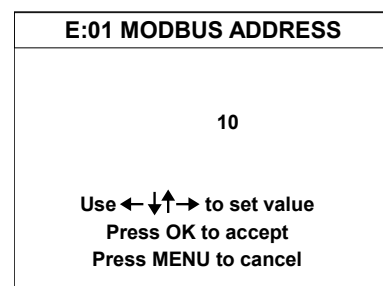 E:01 MODBUS ADDRESS
10
Use ←↓↑→ to set value
Press OK to accept
Press MENU to cancel